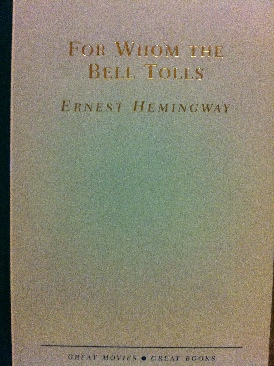 FOR WHOM THE
BELL TOLLS
ERNEST HEMINGWAY
GREAT MOVIES ● GREAT BOOKS